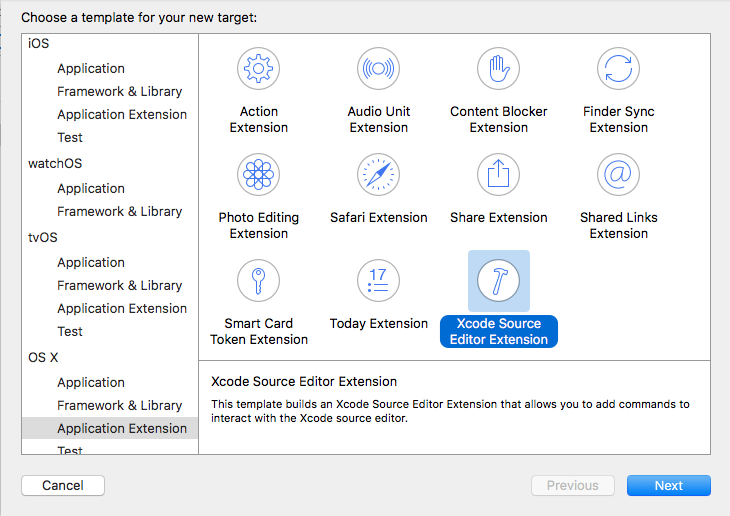 Choose a template for your new target:
iOS
Application
Framework & Library
Application Extension
Test
watchOS
Application
Framework & Library
tvOS
Application
Framework & Library
Application Extension
Test
OS X
Application
Framework & Library
Application Extension
Test
Action
Extension
Audio Unit
Extension
Content Blocker
Extension
Finder Sync
Extension
Photo Editing
Extension
Safari Extension
Share Extension
Shared Links
Extension
Smart Card
Token Extension
17
Today Extension
Xcode Source
Editor Extension
Xcode Source Editor Extension
This template builds an Xcode Source Editor Extension that allows you to add commands to
interact with the Xcode source editor.
Cancel
Previous
Next